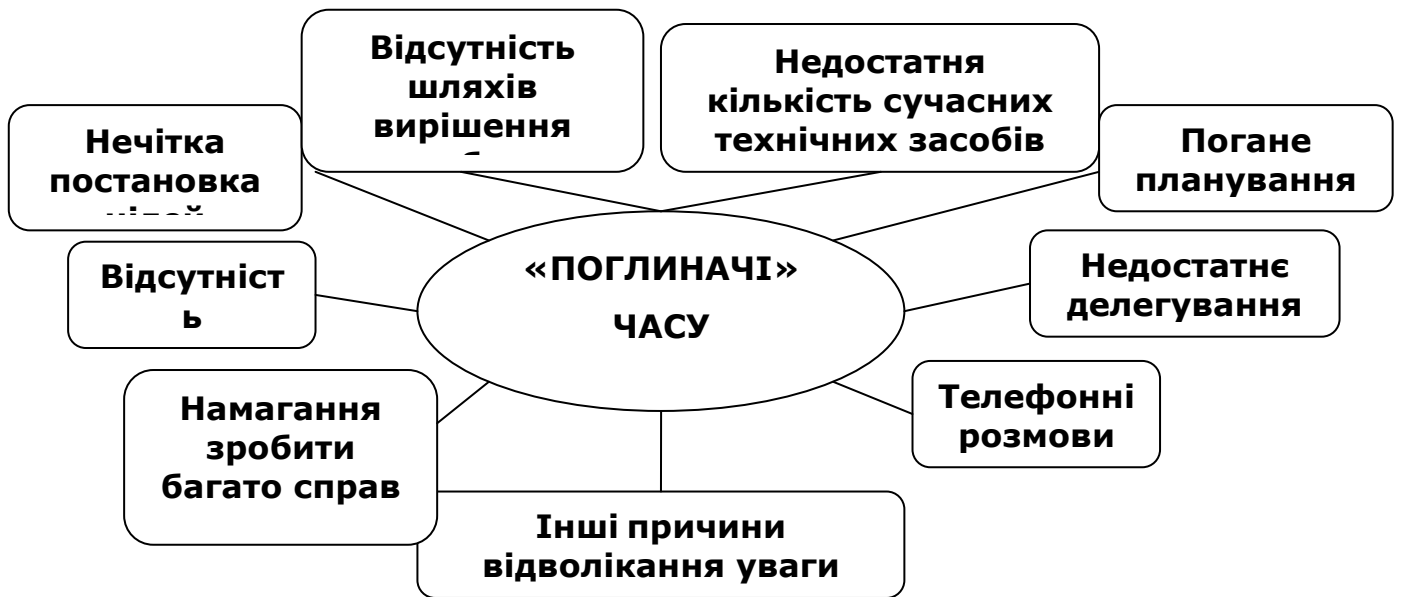 Відсутність
шляхів
вирішення
Недостатня
кількість сучасних
технічних засобів
Нечітка
постановка
Погане
планування
«ПОГЛИНАЧІ»
ЧАСУ
Відсутніст
ь
Недостатнє
делегування
Намагання
зробити
багато справ
Телефонні
розмови
Інші причини
відволікання уваги